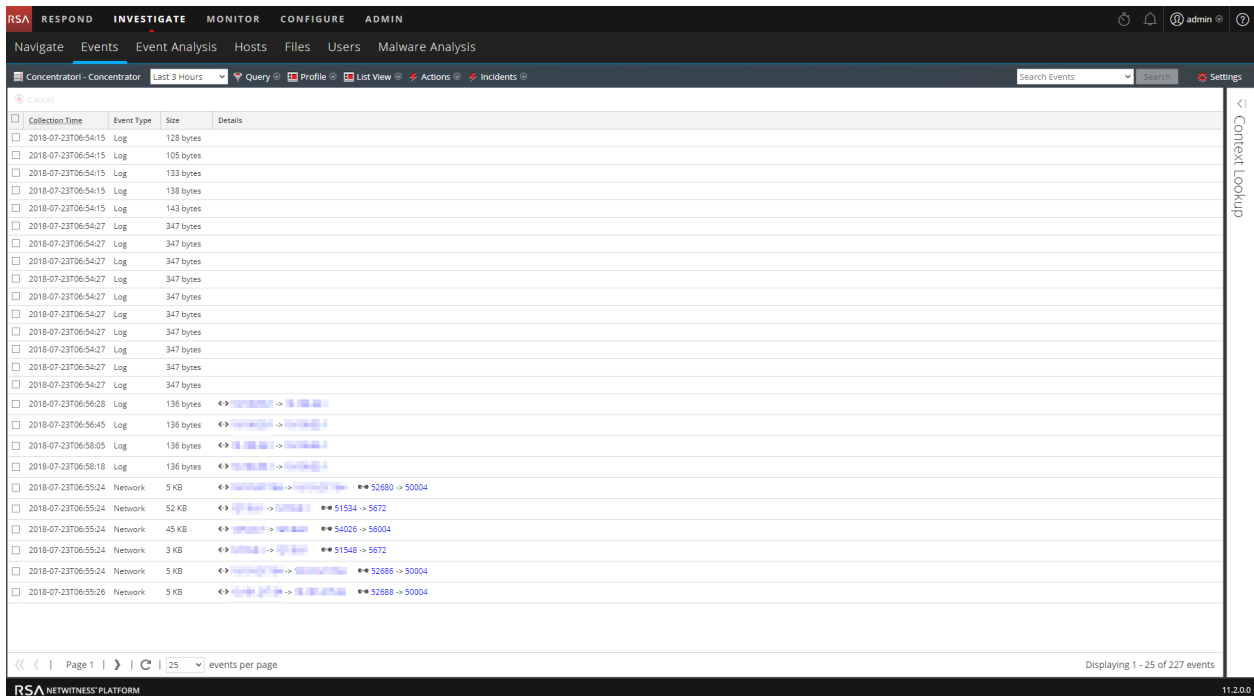 RSA RESPOND INVESTIGATE MONITOR CONFIGURE ADMIN admin
Navigate Events Event Analysis Hosts Files Users Malware Analysis
Concentratorl - Concentrator Last 3 Hours Query Profile List View Actions Incidents Search Events Search Settings
Cancel
Collection Time Event Type Size Details
2018-07-23T06:54:15 Log 128 bytes
2018-07-23T06:54:15 Log 105 bytes
2018-07-23T06:54:15 Log 133 bytes
2018-07-23T06:54:15 Log 138 bytes
2018-07-23T06:54:15 Log 143 bytes
2018-07-23T06:54:27 Log 347 bytes
2018-07-23T06:54:27 Log 347 bytes
2018-07-23T06:54:27 Log 347 bytes
2018-07-23T06:54:27 Log 347 bytes
2018-07-23T06:54:27 Log 347 bytes
2018-07-23T06:54:27 Log 347 bytes
2018-07-23T06:54:27 Log 347 bytes
2018-07-23T06:54:27 Log 347 bytes
2018-07-23T06:54:27 Log 347 bytes
2018-07-23T06:54:27 Log 347 bytes
2018-07-23T06:56:28 Log 136 bytes ->
2018-07-23T06:56:45 Log 136 bytes ->
2018-07-23T06:58:05 Log 136 bytes ->
2018-07-23T06:58:18 Log 136 bytes ->
2018-07-23T06:55:24 Network 5 KB -> 52680 -> 50004
2018-07-23T06:55:24 Network 52 KB -> 51534 -> 5672
2018-07-23T06:55:24 Network 45 KB -> 54026 -> 56004
2018-07-23T06:55:24 Network 3 KB -> 51548 -> 5672
2018-07-23T06:55:24 Network 5 KB -> 52686 -> 50004
2018-07-23T06:55:26 Network 5 KB -> 52688 -> 50004
Context Lookup
Page 1 25 events per page Displaying 1 - 25 of 227 events
RSA NETWITNESS® PLATFORM 11.2.0.0